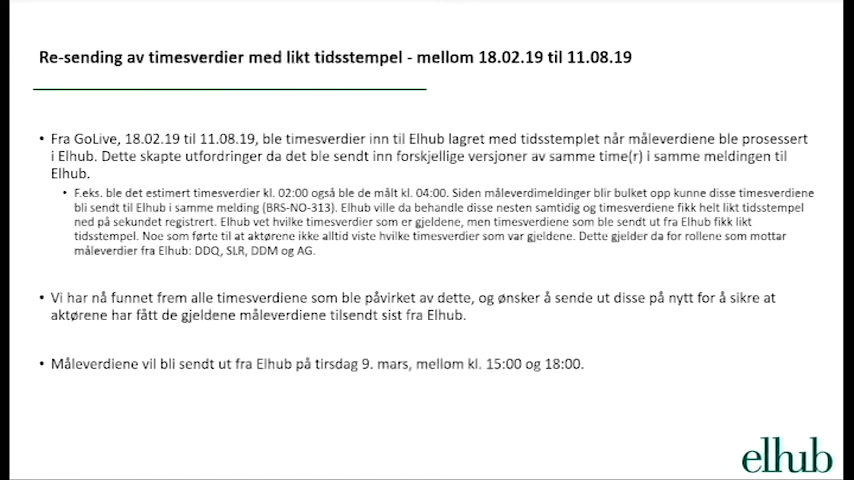 Re-sending av timesverdier med likt tidsstempel - mellom 18.02.19 til 11.08.19
• Fra GoLive, 18.02.19 til 11.08.19, ble timesverdier inn til Elhub lagret med tidsstemplet når måleverdiene ble prosessert
i Elhub. Dette skapte utfordringer da det ble sendt inn forskjellige versjoner av samme time(r) i samme meldingen til
Elhub.
• F.eks. ble det estimert timesverdier kl. 02:00 også ble de målt kl. 04:00. Siden måleverdimeldinger blir bulket opp kunne disse timesverdiene
bli sendt til Elhub i samme melding (BRS-NO-313). Elhub ville da behandle disse nesten samtidig og timesverdiene fikk helt likt tidsstempel
ned på sekundet registrert. Elhub vet hvilke timesverdier som er gjeldene, men timesverdiene som ble sendt ut fra Elhub fikk likt
tidsstempel. Noe som førte til at aktørene ikke alltid viste hvilke timesverdier som var gjeldene. Dette gjelder da for rollene som mottar
måleverdier fra Elhub: DDQ, SLR, DDM og AG.
• Vi har nå funnet frem alle timesverdiene som ble påvirket av dette, og ønsker å sende ut disse på nytt for å sikre at
aktørene har fått de gjeldene måleverdiene tilsendt sist fra Elhub.
• Måleverdiene vil bli sendt ut fra Elhub på tirsdag 9. mars, mellom kl. 15:00 og 18:00.
elhub